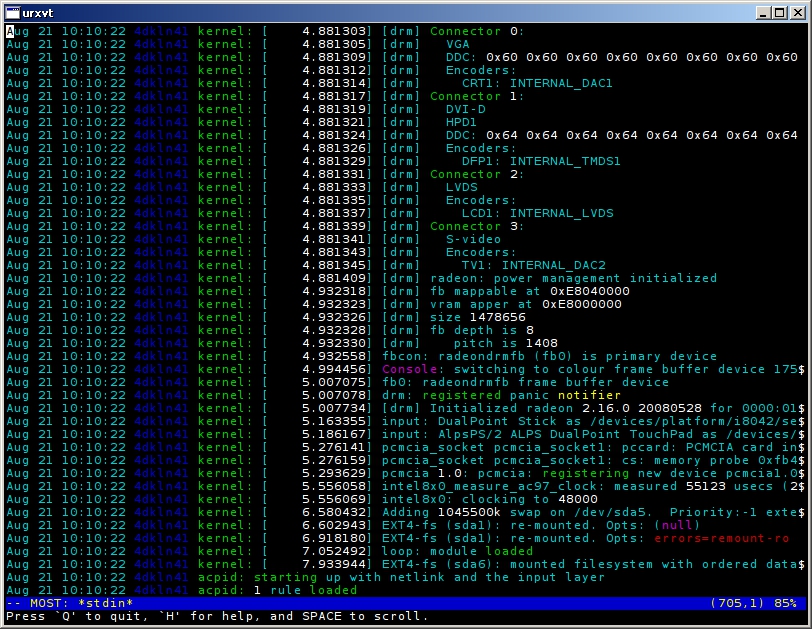 urxvt
Aug 21 10:10:22 4dkln41 kernel: [    4.881303] [drm] Connector 0:
Aug 21 10:10:22 4dkln41 kernel: [    4.881305] [drm]   VGA
Aug 21 10:10:22 4dkln41 kernel: [    4.881309] [drm]   DDC: 0x60 0x60 0x60 0x60 0x60 0x60 0x60 0x60
Aug 21 10:10:22 4dkln41 kernel: [    4.881312] [drm]   Encoders:
Aug 21 10:10:22 4dkln41 kernel: [    4.881314] [drm]     CRT1: INTERNAL_DAC1
Aug 21 10:10:22 4dkln41 kernel: [    4.881317] [drm] Connector 1:
Aug 21 10:10:22 4dkln41 kernel: [    4.881319] [drm]   DVI-D
Aug 21 10:10:22 4dkln41 kernel: [    4.881321] [drm]   HPD1
Aug 21 10:10:22 4dkln41 kernel: [    4.881324] [drm]   DDC: 0x64 0x64 0x64 0x64 0x64 0x64 0x64 0x64
Aug 21 10:10:22 4dkln41 kernel: [    4.881326] [drm]   Encoders:
Aug 21 10:10:22 4dkln41 kernel: [    4.881329] [drm]     DFP1: INTERNAL_TMDS1
Aug 21 10:10:22 4dkln41 kernel: [    4.881331] [drm] Connector 2:
Aug 21 10:10:22 4dkln41 kernel: [    4.881333] [drm]   LVDS
Aug 21 10:10:22 4dkln41 kernel: [    4.881335] [drm]   Encoders:
Aug 21 10:10:22 4dkln41 kernel: [    4.881337] [drm]     LCD1: INTERNAL_LVDS
Aug 21 10:10:22 4dkln41 kernel: [    4.881339] [drm] Connector 3:
Aug 21 10:10:22 4dkln41 kernel: [    4.881341] [drm]   S-video
Aug 21 10:10:22 4dkln41 kernel: [    4.881343] [drm]   Encoders:
Aug 21 10:10:22 4dkln41 kernel: [    4.881345] [drm]     TV1: INTERNAL_DAC2
Aug 21 10:10:22 4dkln41 kernel: [    4.881409] [drm] radeon: power management initialized
Aug 21 10:10:22 4dkln41 kernel: [    4.932318] [drm] fb mappable at 0xE8040000
Aug 21 10:10:22 4dkln41 kernel: [    4.932323] [drm] vram apper at 0xE8000000
Aug 21 10:10:22 4dkln41 kernel: [    4.932326] [drm] size 1478656
Aug 21 10:10:22 4dkln41 kernel: [    4.932328] [drm] fb depth is 8
Aug 21 10:10:22 4dkln41 kernel: [    4.932330] [drm]    pitch is 1408
Aug 21 10:10:22 4dkln41 kernel: [    4.932558] fbcon: radeondrmfb (fb0) is primary device
Aug 21 10:10:22 4dkln41 kernel: [    4.994456] Console: switching to colour frame buffer device 175$
Aug 21 10:10:22 4dkln41 kernel: [    5.007075] fb0: radeondrmfb frame buffer device
Aug 21 10:10:22 4dkln41 kernel: [    5.007078] drm: registered panic notifier
Aug 21 10:10:22 4dkln41 kernel: [    5.007734] [drm] Initialized radeon 2.16.0 20080528 for 0000:01$
Aug 21 10:10:22 4dkln41 kernel: [    5.163355] input: DualPoint Stick as /devices/platform/i8042/se$
Aug 21 10:10:22 4dkln41 kernel: [    5.186167] input: AlpsPS/2 ALPS DualPoint TouchPad as /devices/$
Aug 21 10:10:22 4dkln41 kernel: [    5.276141] pcmcia_socket pcmcia_socket1: pccard: PCMCIA card in$
Aug 21 10:10:22 4dkln41 kernel: [    5.276159] pcmcia_socket pcmcia_socket1: cs: memory probe 0xfb4$
Aug 21 10:10:22 4dkln41 kernel: [    5.293629] pcmcia 1.0: pcmcia: registering new device pcmcia1.0$
Aug 21 10:10:22 4dkln41 kernel: [    5.556058] intel8x0_measure_ac97_clock: measured 55123 usecs (2$
Aug 21 10:10:22 4dkln41 kernel: [    5.556069] intel8x0: clocking to 48000
Aug 21 10:10:22 4dkln41 kernel: [    6.580432] Adding 1045500k swap on /dev/sda5.  Priority:-1 exte$
Aug 21 10:10:22 4dkln41 kernel: [    6.602943] EXT4-fs (sda1): re-mounted. Opts: (null)
Aug 21 10:10:22 4dkln41 kernel: [    6.918180] EXT4-fs (sda1): re-mounted. Opts: errors=remount-ro
Aug 21 10:10:22 4dkln41 kernel: [    7.052492] loop: module loaded
Aug 21 10:10:22 4dkln41 kernel: [    7.933944] EXT4-fs (sda6): mounted filesystem with ordered data$
Aug 21 10:10:22 4dkln41 acpid: starting up with netlink and the input layer
Aug 21 10:10:22 4dkln41 acpid: 1 rule loaded
-- MOST: *stdin* (705,1) 85%
Press `Q' to quit, `H' for help, and SPACE to scroll.